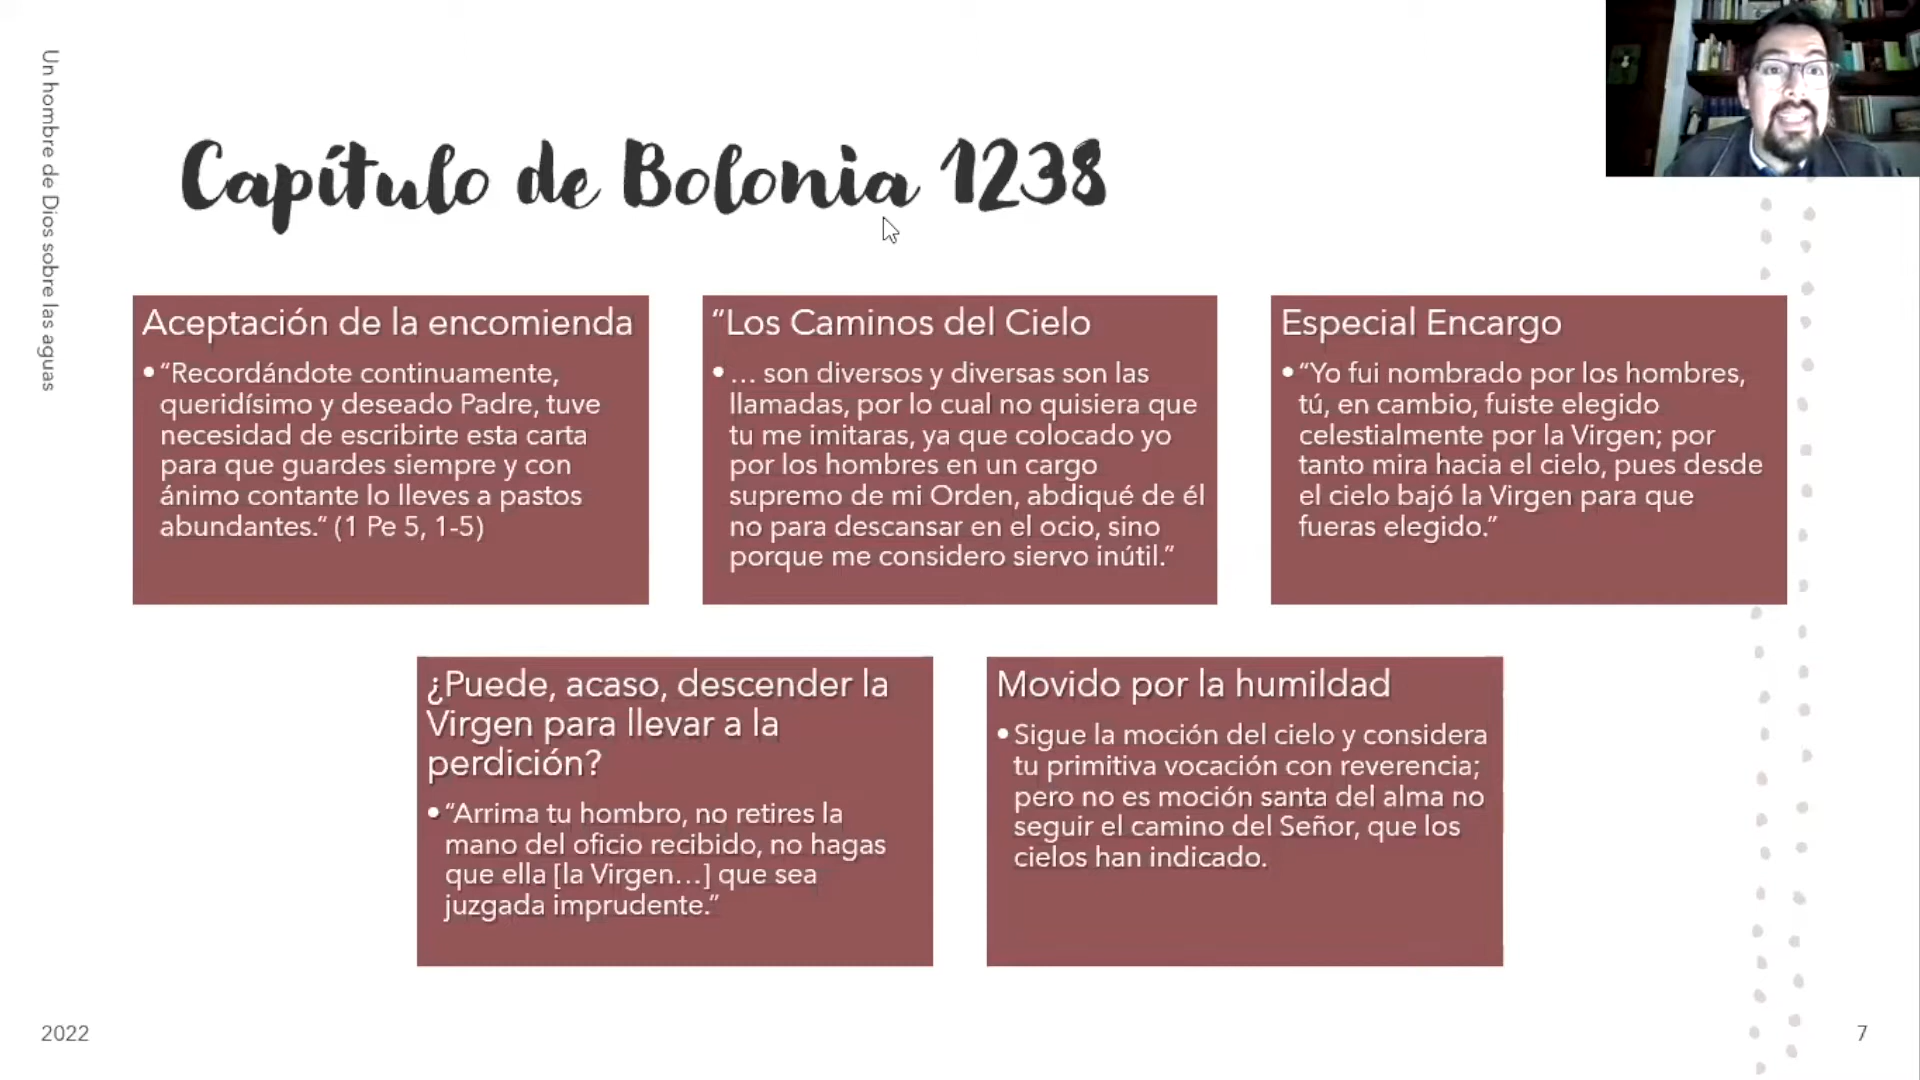 Un hombre de Dios sobre las aguas
Capítulo de Bolonia 1238
Aceptación de la encomienda
• “Recordándote continuamente,
queridísimo y deseado Padre, tuve
necesidad de escribirte esta carta
para que guardes siempre y con
ánimo contante lo lleves a pastos
abundantes.” (1 Pe 5, 1-5)
“Los Caminos del Cielo
• … son diversos y diversas son las
llamadas, por lo cual no quisiera que
tu me imitaras, ya que colocado yo
por los hombres en un cargo
supremo de mi Orden, abdiqué de él
no para descansar en el ocio, sino
porque me considero siervo inútil.”
Especial Encargo
• “Yo fui nombrado por los hombres,
tú, en cambio, fuiste elegido
celestialmente por la Virgen; por
tanto mira hacia el cielo, pues desde
el cielo bajó la Virgen para que
fueras elegido.”
¿Puede, acaso, descender la
Virgen para llevar a la
perdición?
• “Arrima tu hombro, no retires la
mano del oficio recibido, no hagas
que ella [la Virgen…] que sea
juzgada imprudente.”
Movido por la humildad
• Sigue la moción del cielo y considera
tu primitiva vocación con reverencia;
pero no es moción santa del alma no
seguir el camino del Señor, que los
cielos han indicado.
2022
7